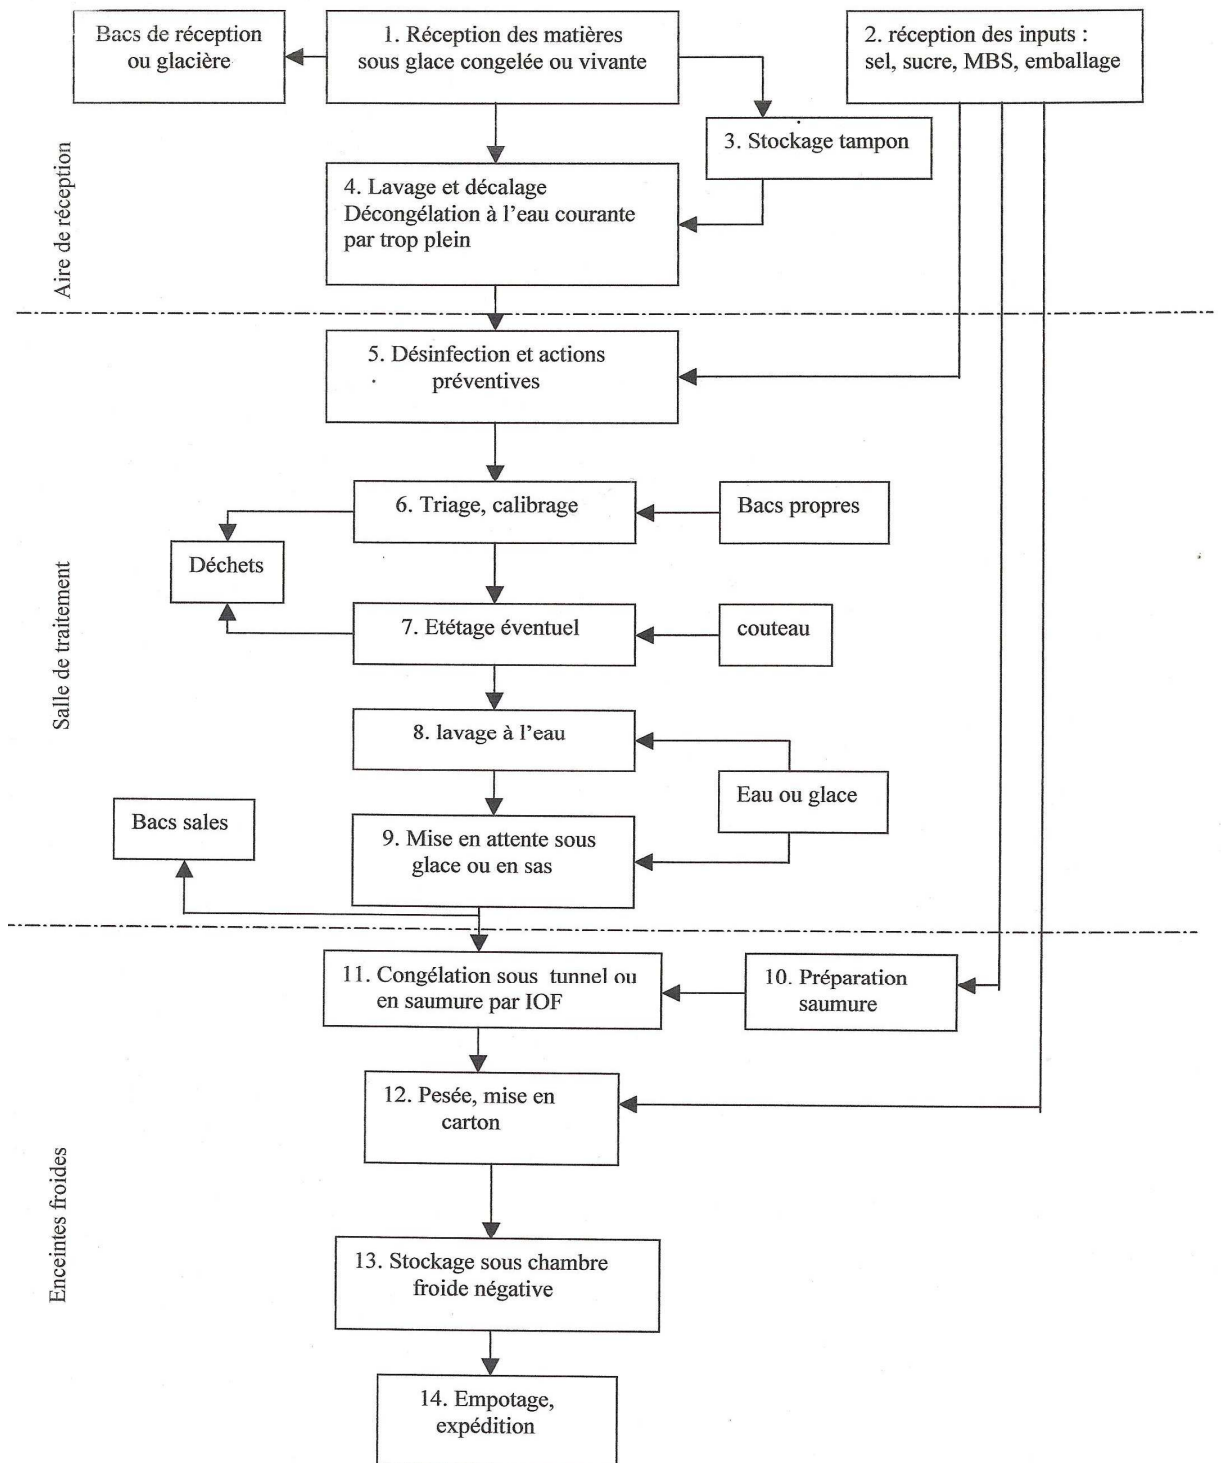 Bacs de réception
ou glacière
1. Réception des matières
sous glace congelée ou vivante
2. réception des inputs :
sel, sucre, MBS, emballage
3. Stockage tampon
4. Lavage et décalage
Décongélation à l'eau courante
par trop plein
Aire de réception
5. Désinfection et actions
préventives
6. Triage, calibrage
Bacs propres
Déchets
7. Etétage éventuel
couteau
Salle de traitement
8. lavage à l'eau
Eau ou glace
Bacs sales
9. Mise en attente sous
glace ou en sas
11. Congélation sous tunnel ou
en saumure par IOF
10. Préparation
saumure
12. Pesée, mise en
carton
Enceintes froides
13. Stockage sous chambre
froide négative
14. Empotage,
expédition